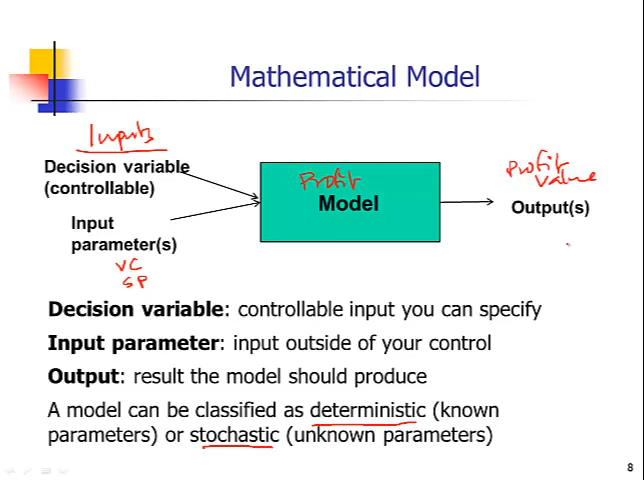 Mathematical Model
Inputs
Decision variable
(controllable)
Input
parameter(s)
VC
SP
Profit
Model
Profit
Value
Output(s)
Decision variable: controllable input you can specify
Input parameter: input outside of your control
Output: result the model should produce
A model can be classified as deterministic (known
parameters) or stochastic (unknown parameters)
8